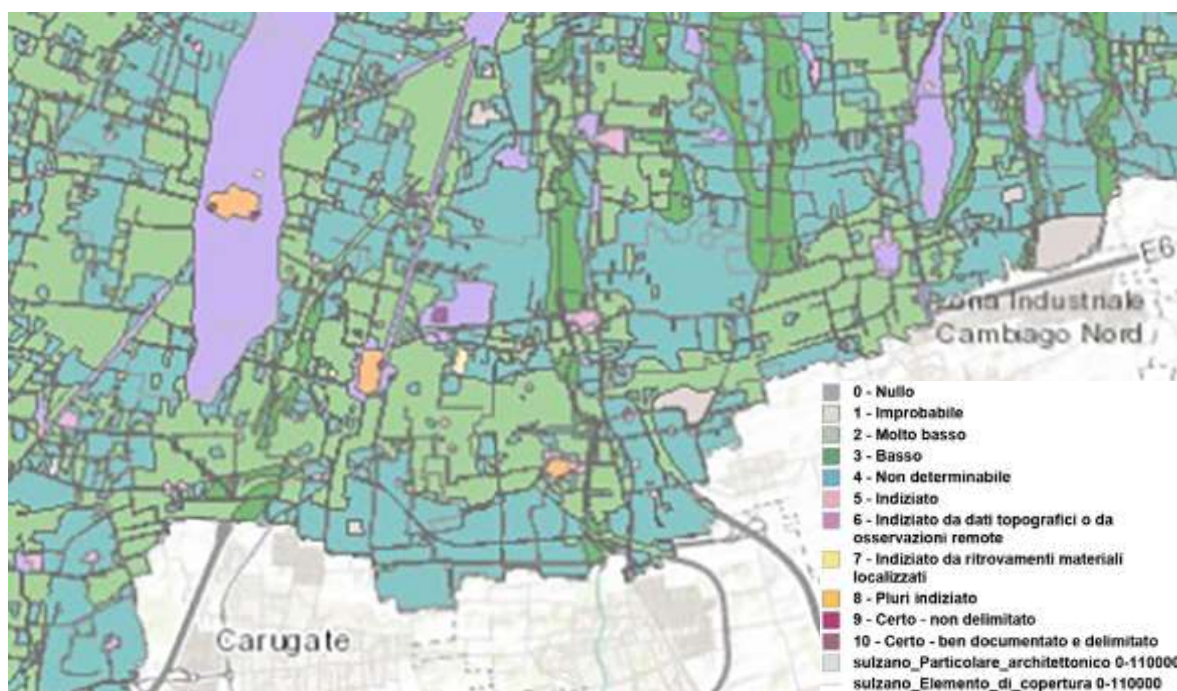 E6
Zona Industriale
Cambiago Nord
0 - Nullo
1 - Improbabile
2 - Molto basso
3 - Basso
4 - Non determinabile
5 - Indiziato
6 - Indiziato da dati topografici o da
osservazioni remote
7 - Indiziato da ritrovamenti materiali
localizzati
8 - Pluri indiziato
9 - Certo - non delimitato
10 - Certo - ben documentato e delimitato
sulzano_Particolare_architettonico 0-110000
sulzano_Elemento_di_copertura 0-110000
Carugate